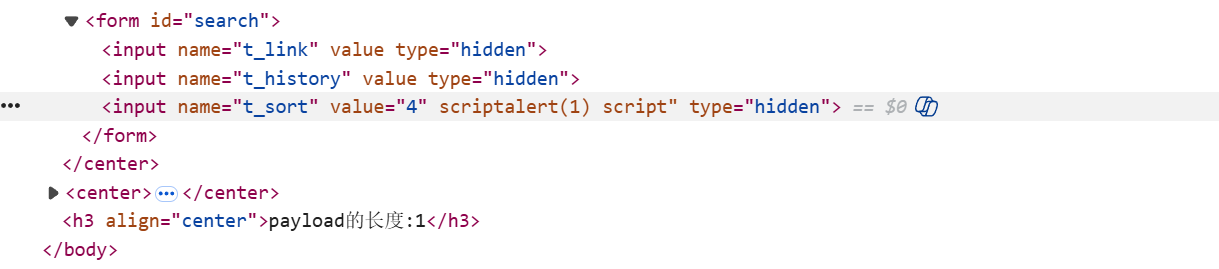 <form id="search">
<input name="t_link" value type="hidden">
<input name="t_history" value type="hidden">
<input name="t_sort" value="4" scriptalert(1) script" type="hidden"> == $0
</form>
</center>
<center> ••• </center>
<h3 align="center">payload的长度:1</h3>
</body>